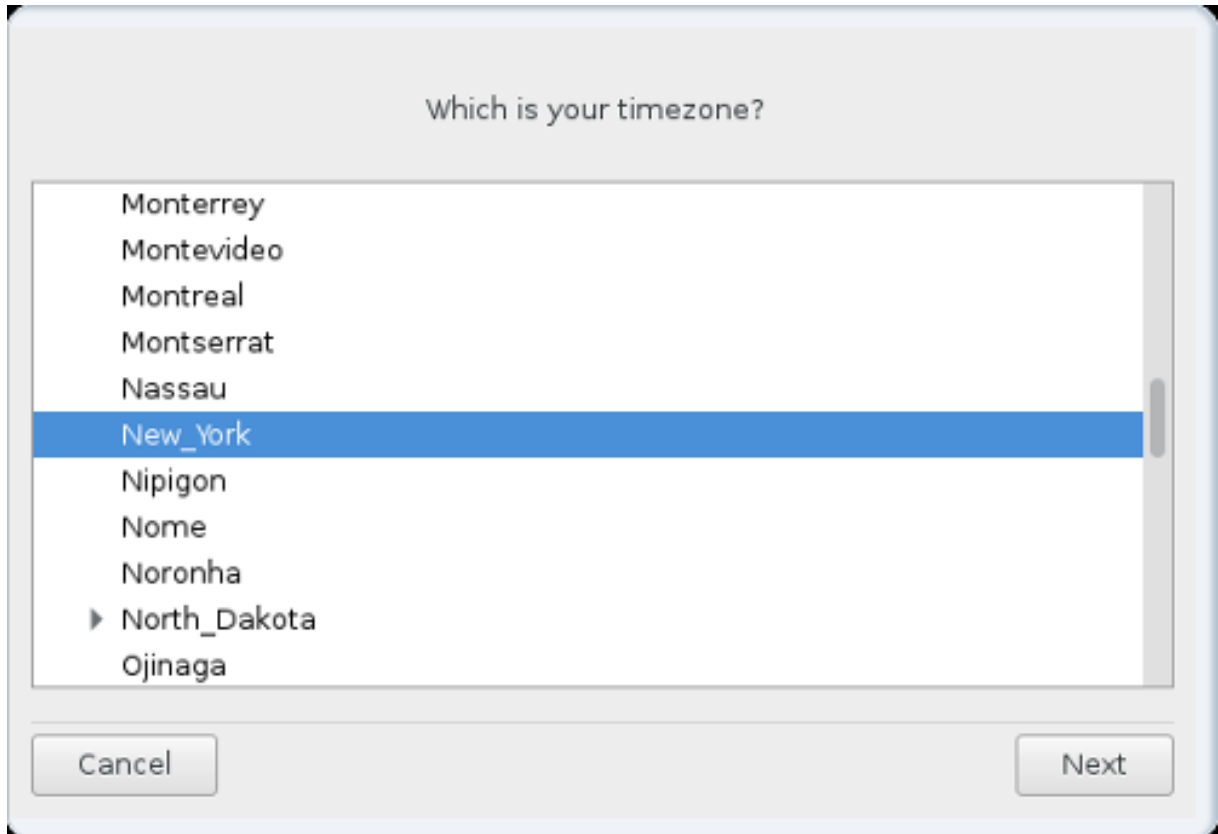 Which is your timezone?
Monterrey
Montevideo
Montreal
Montserrat
Nassau
New_York
Nipigon
Nome
Noronha
North_Dakota
Ojinaga
Cancel
Next